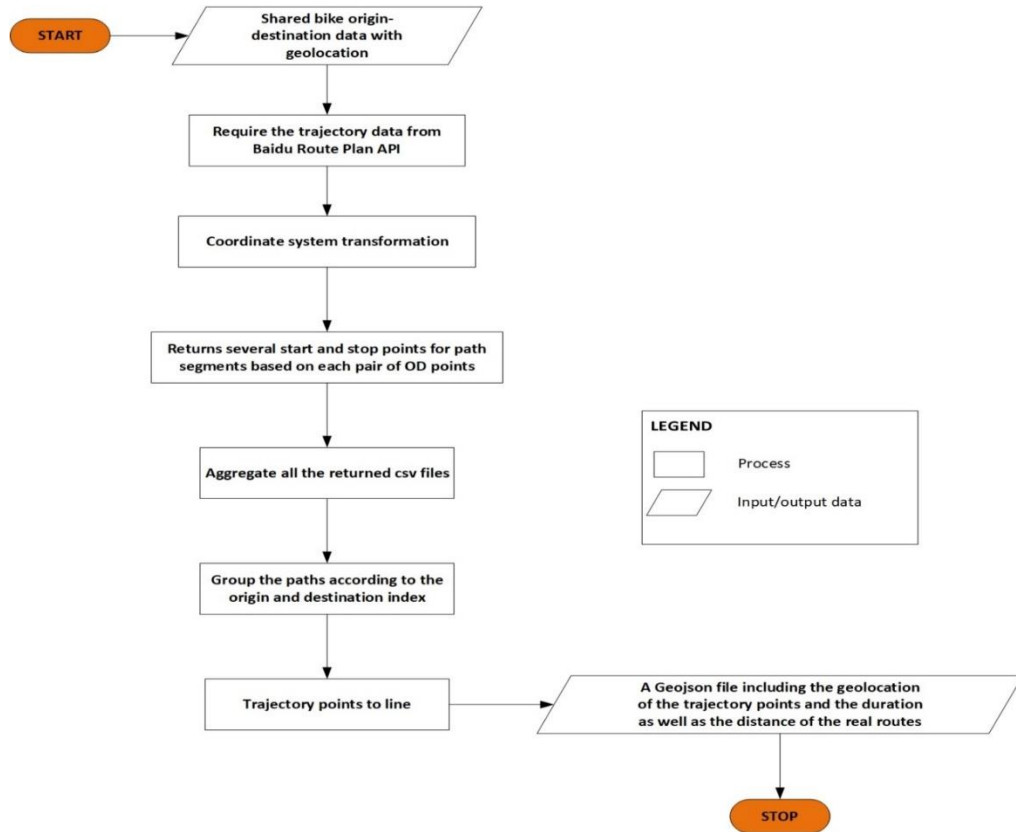 START
Shared bike origin-
destination data with
geolocation
Require the trajectory data from
Baidu Route Plan API
Coordinate system transformation
Returns several start and stop points for path
segments based on each pair of OD points
Aggregate all the returned csv files
Group the paths according to the
origin and destination index
Trajectory points to line
A Geojson file including the geolocation
of the trajectory points and the duration
as well as the distance of the real routes
STOP
LEGEND
Process
Input/output data